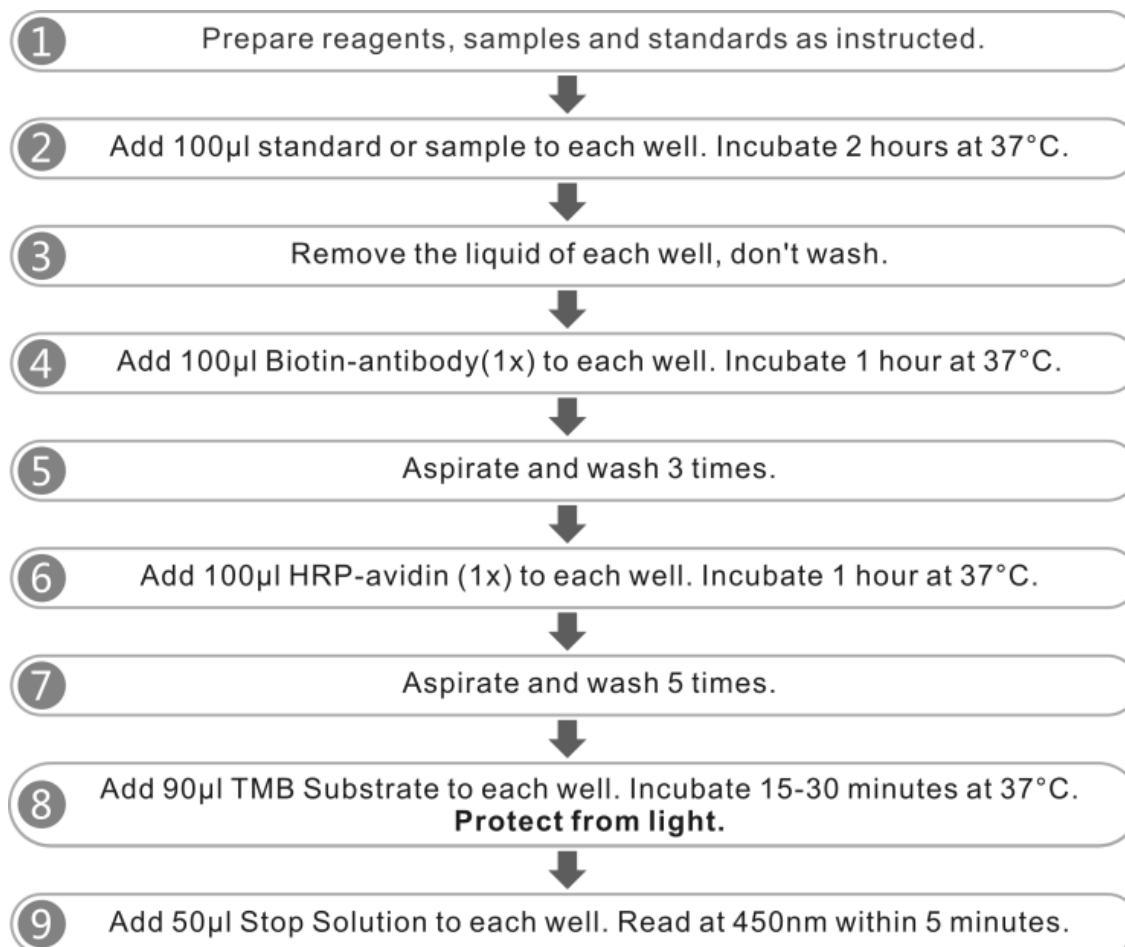 1 Prepare reagents, samples and standards as instructed.
2 Add 100µl standard or sample to each well. Incubate 2 hours at 37°C.
3 Remove the liquid of each well, don't wash.
4 Add 100µl Biotin-antibody(1x) to each well. Incubate 1 hour at 37°C.
5 Aspirate and wash 3 times.
6 Add 100µl HRP-avidin (1x) to each well. Incubate 1 hour at 37°C.
7 Aspirate and wash 5 times.
8 Add 90µl TMB Substrate to each well. Incubate 15-30 minutes at 37°C.
Protect from light.
9 Add 50µl Stop Solution to each well. Read at 450nm within 5 minutes.